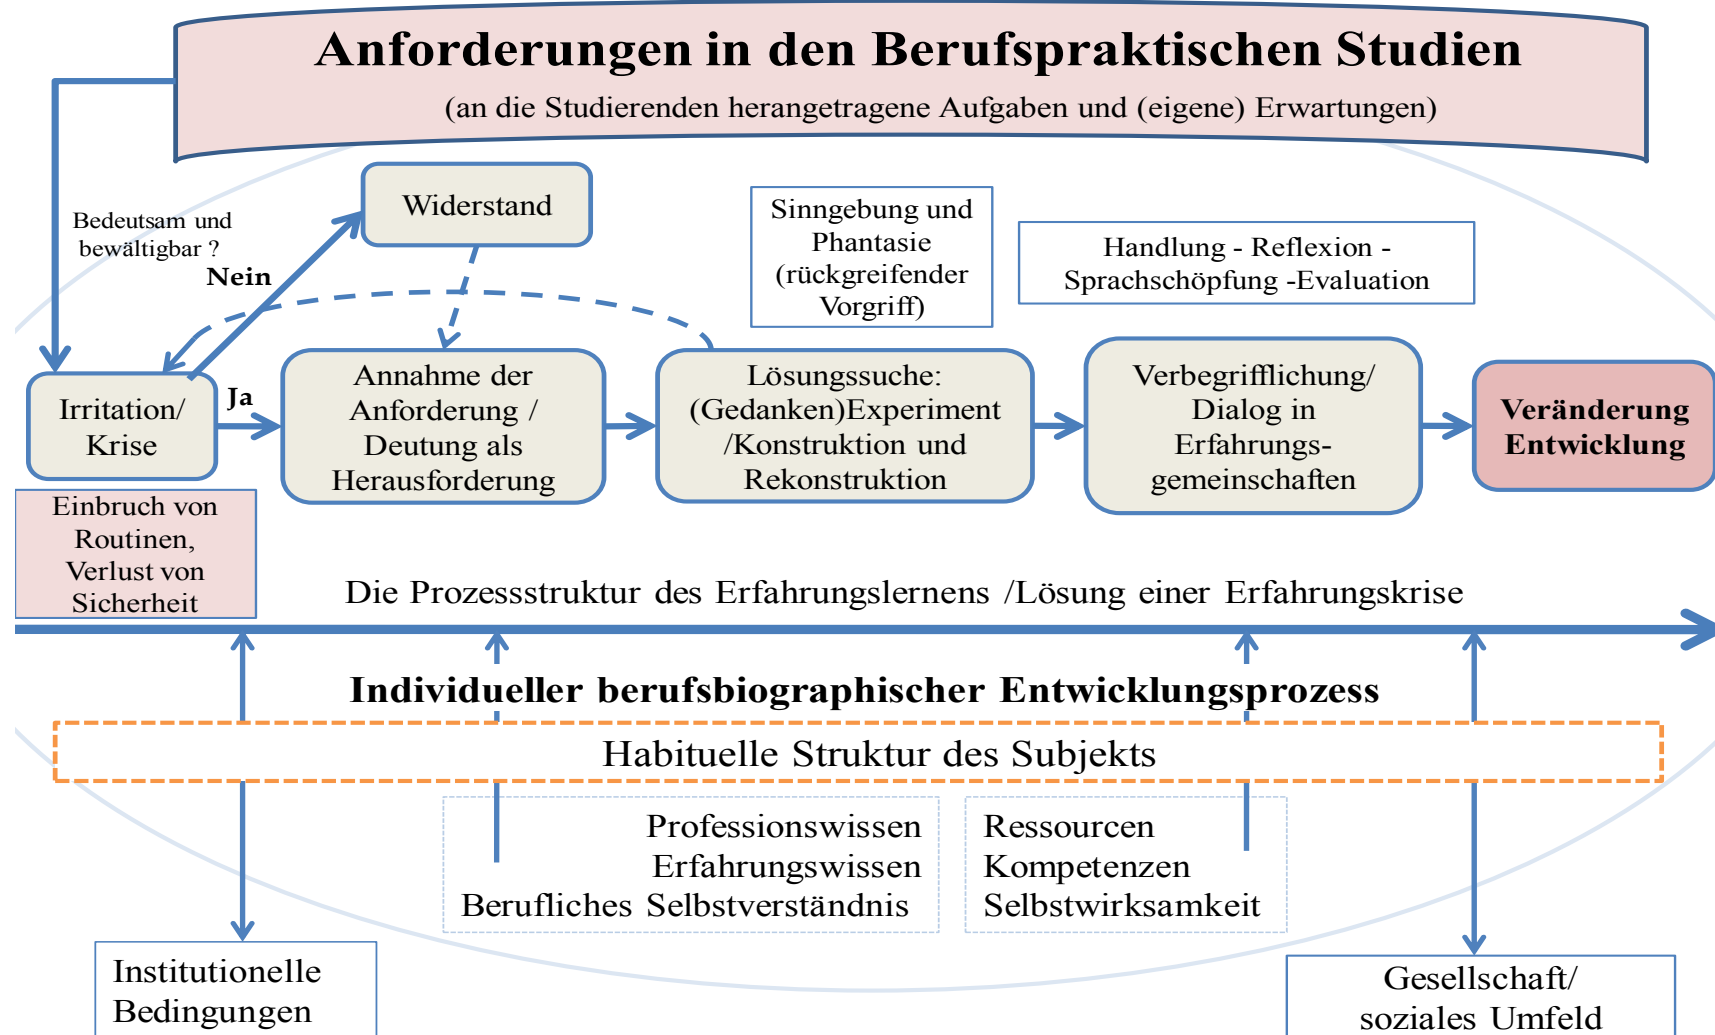 Anforderungen in den Berufspraktischen Studien
(an die Studierenden herangetragene Aufgaben und (eigene) Erwartungen)
Bedeutsam und
bewältigbar ?
Nein
Widerstand
Sinngebung und
Phantasie
(rückgreifender
Vorgriff)
Handlung - Reflexion -
Sprachschöpfung -Evaluation
Irritation/
Krise
Ja
Annahme der
Anforderung /
Deutung als
Herausforderung
Lösungssuche:
(Gedanken)Experiment
/Konstruktion und
Rekonstruktion
Verbegrifflichung/
Dialog in
Erfahrungs-
gemeinschaften
Veränderung
Entwicklung
Einbruch von
Routinen,
Verlust von
Sicherheit
Die Prozessstruktur des Erfahrungslernens /Lösung einer Erfahrungskrise
Individueller berufsbiographischer Entwicklungsprozess
Habituelle Struktur des Subjekts
Professionswissen
Erfahrungswissen
Berufliches Selbstverständnis
Ressourcen
Kompetenzen
Selbstwirksamkeit
Institutionelle
Bedingungen
Gesellschaft/
soziales Umfeld